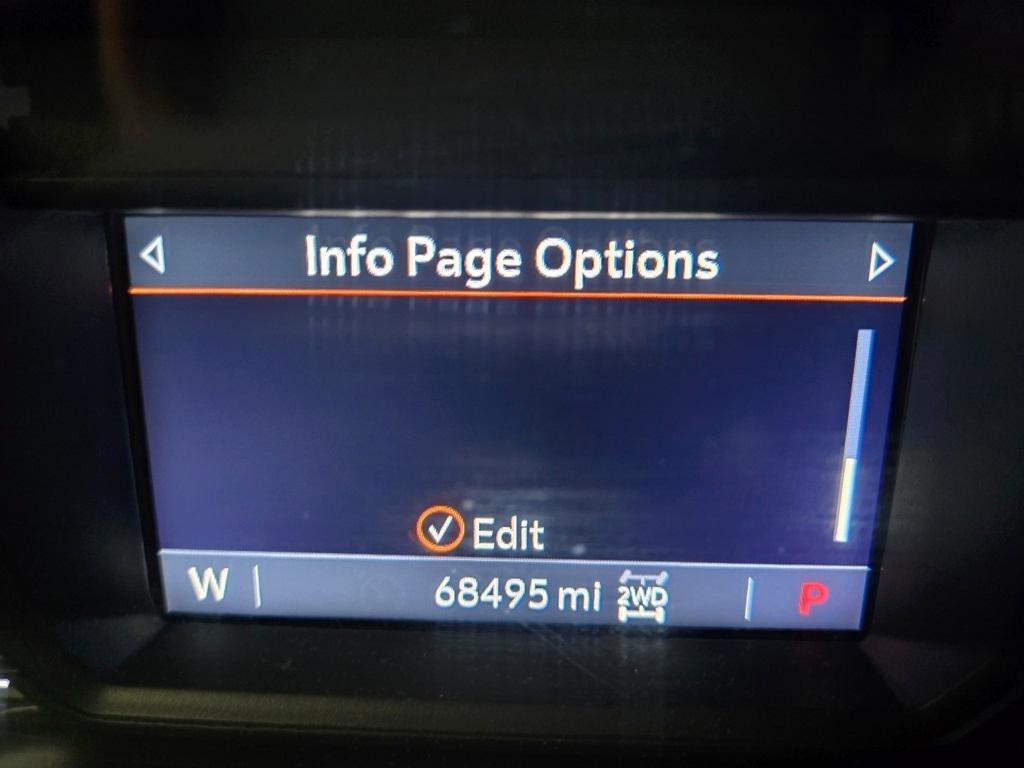 Info Page Options
Edit
W 68495 mi 2WD P